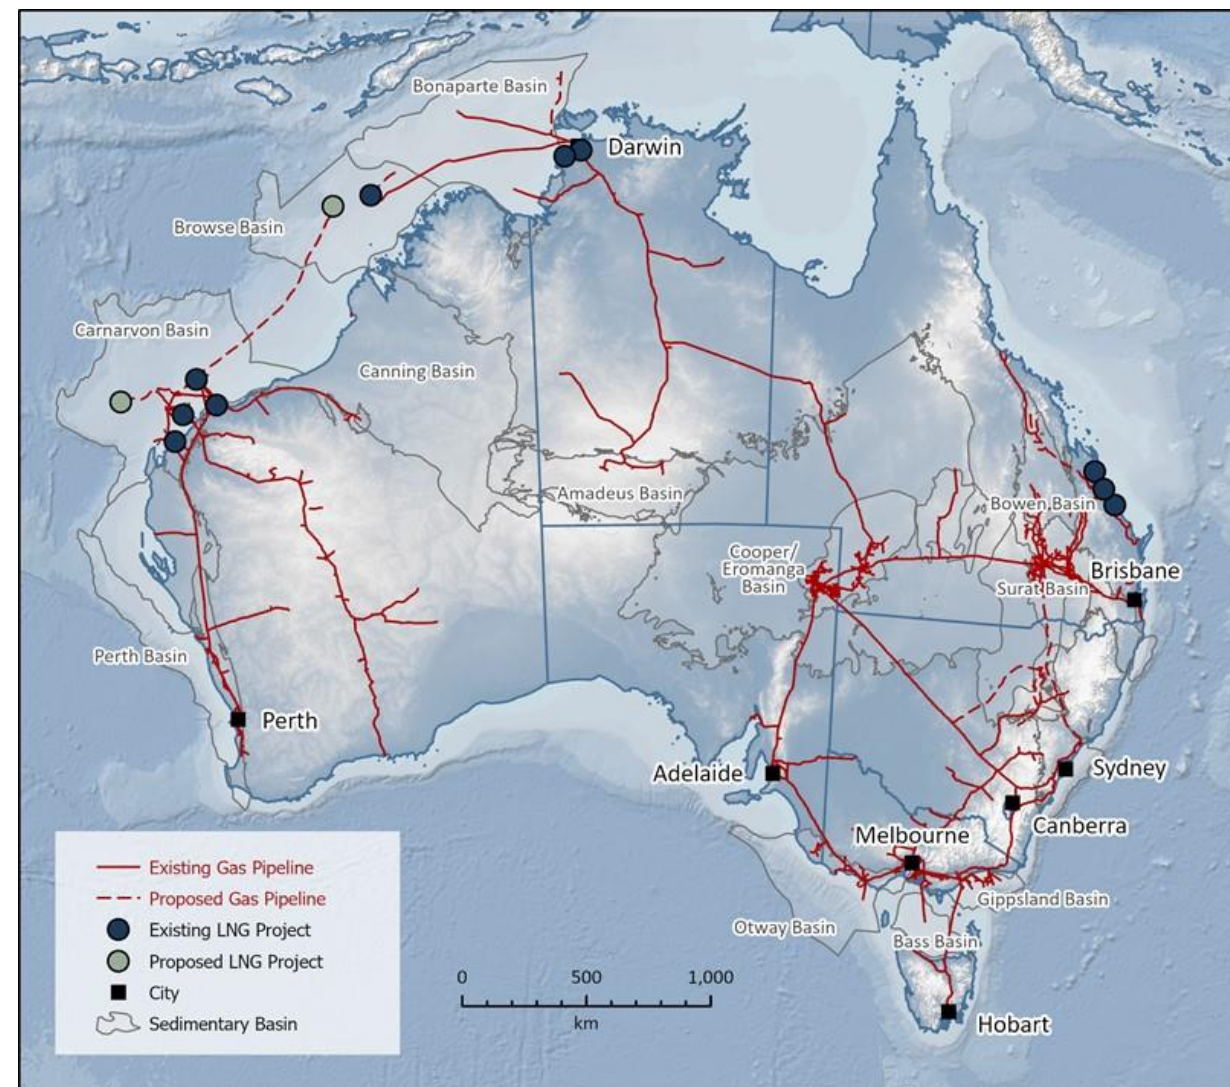 Bonaparte Basin
Darwin
Browse Basin
Carnarvon Basin
Canning Basin
Amadeus Basin
Bowen Basin
Cooper/
Eromanga
Basin
Brisbane
Surat Basin
Perth Basin
Perth
Adelaide
Sydney
Canberra
Melbourne
Gippsland Basin
Otway Basin
Bass Basin
Hobart
Existing Gas Pipeline
Proposed Gas Pipeline
Existing LNG Project
Proposed LNG Project
City
Sedimentary Basin
0 500 1,000
km